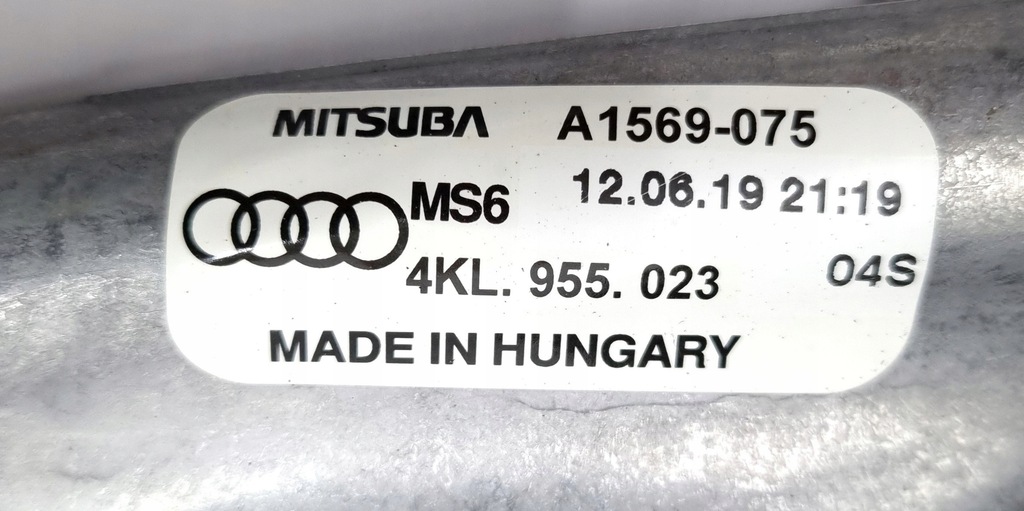 MITSUBA A1569-075
MS6 12.06.19 21:19
4KL. 955. 023 04S
MADE IN HUNGARY